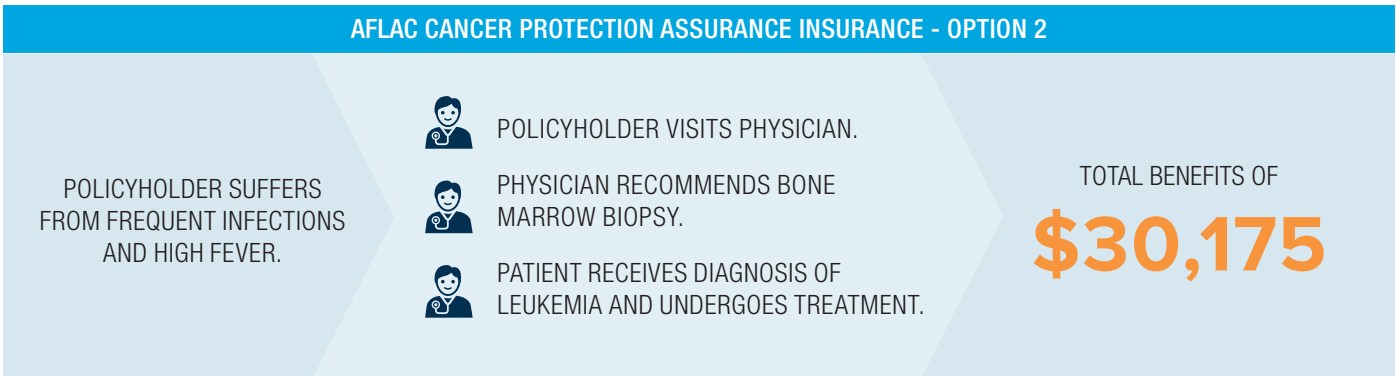 AFLAC CANCER PROTECTION ASSURANCE INSURANCE - OPTION 2
POLICYHOLDER SUFFERS
FROM FREQUENT INFECTIONS
AND HIGH FEVER.
POLICYHOLDER VISITS PHYSICIAN.
PHYSICIAN RECOMMENDS BONE
MARROW BIOPSY.
PATIENT RECEIVES DIAGNOSIS OF
LEUKEMIA AND UNDERGOES TREATMENT.
TOTAL BENEFITS OF
$30,175